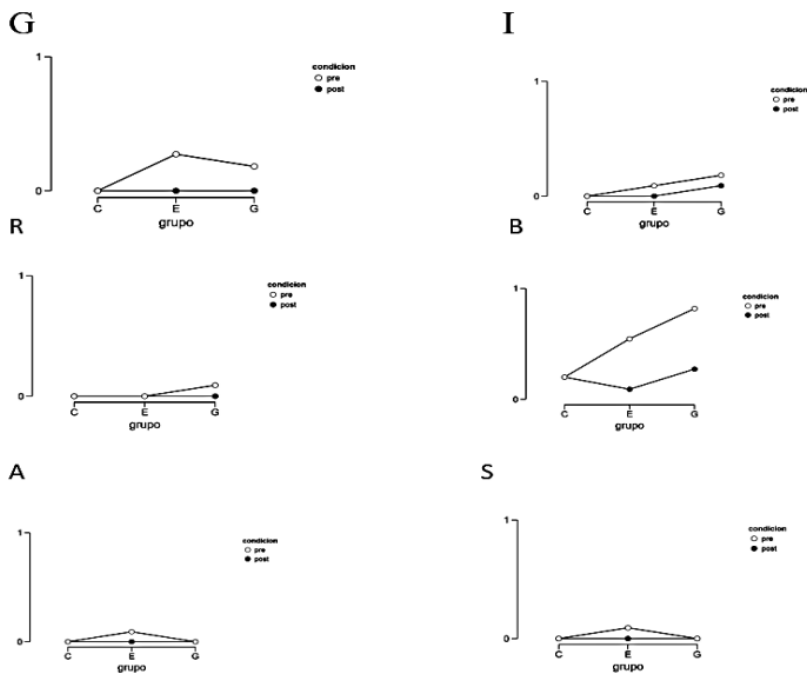 G
1
0
C E G
grupo
condicion
pre
post
I
1
0
C E G
grupo
condicion
pre
post
R
1
0
C E G
grupo
condicion
pre
post
B
1
0
C E G
grupo
condicion
pre
post
A
1
0
C E G
grupo
condicion
pre
post
S
1
0
C E G
grupo
condicion
pre
post